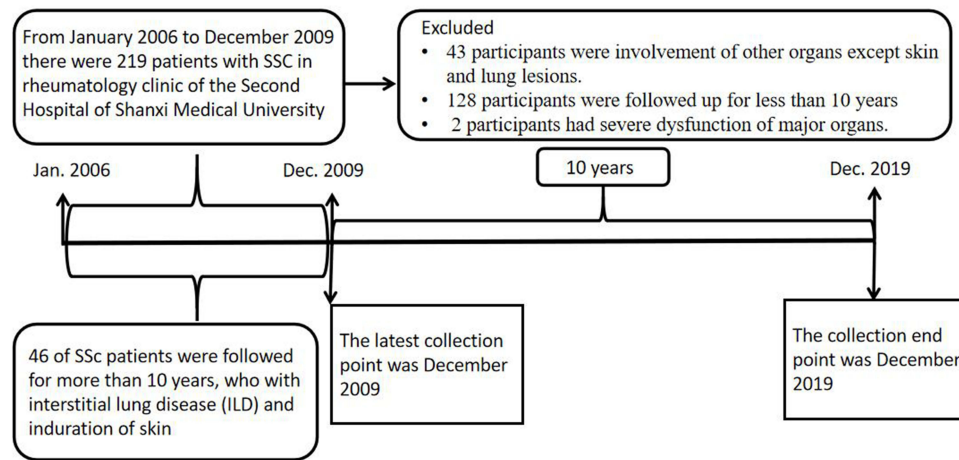 From January 2006 to December 2009
there were 219 patients with SSC in
rheumatology clinic of the Second
Hospital of Shanxi Medical University
Excluded
• 43 participants were involvement of other organs except skin
and lung lesions.
• 128 participants were followed up for less than 10 years
• 2 participants had severe dysfunction of major organs.
Jan. 2006
Dec. 2009
10 years
Dec. 2019
46 of SSc patients were followed
for more than 10 years, who with
interstitial lung disease (ILD) and
induration of skin
The latest collection
point was December
2009
The collection end
point was December
2019